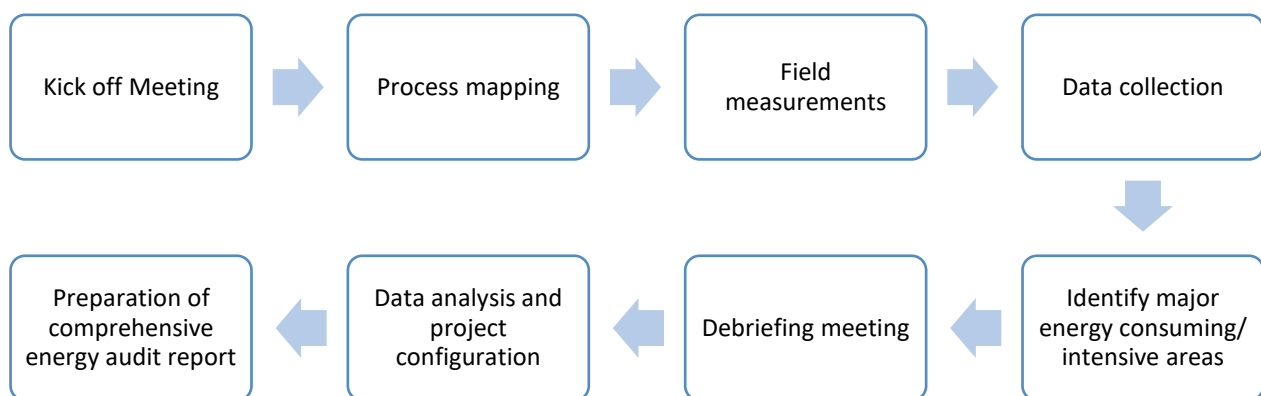 Kick off Meeting
Process mapping
Field
measurements
Data collection
Identify major
energy consuming/
intensive areas
Debriefing meeting
Data analysis and
project
configuration
Preparation of
comprehensive
energy audit report